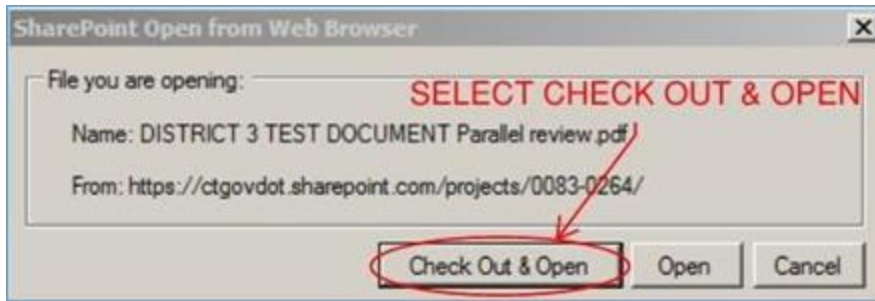 SharePoint Open from Web Browser
File you are opening:
SELECT CHECK OUT & OPEN
Name: DISTRICT 3 TEST DOCUMENT Parallel review.pdf
From: https://ctgovdot.sharepoint.com/projects/0083-0264/
Check Out & Open Open Cancel